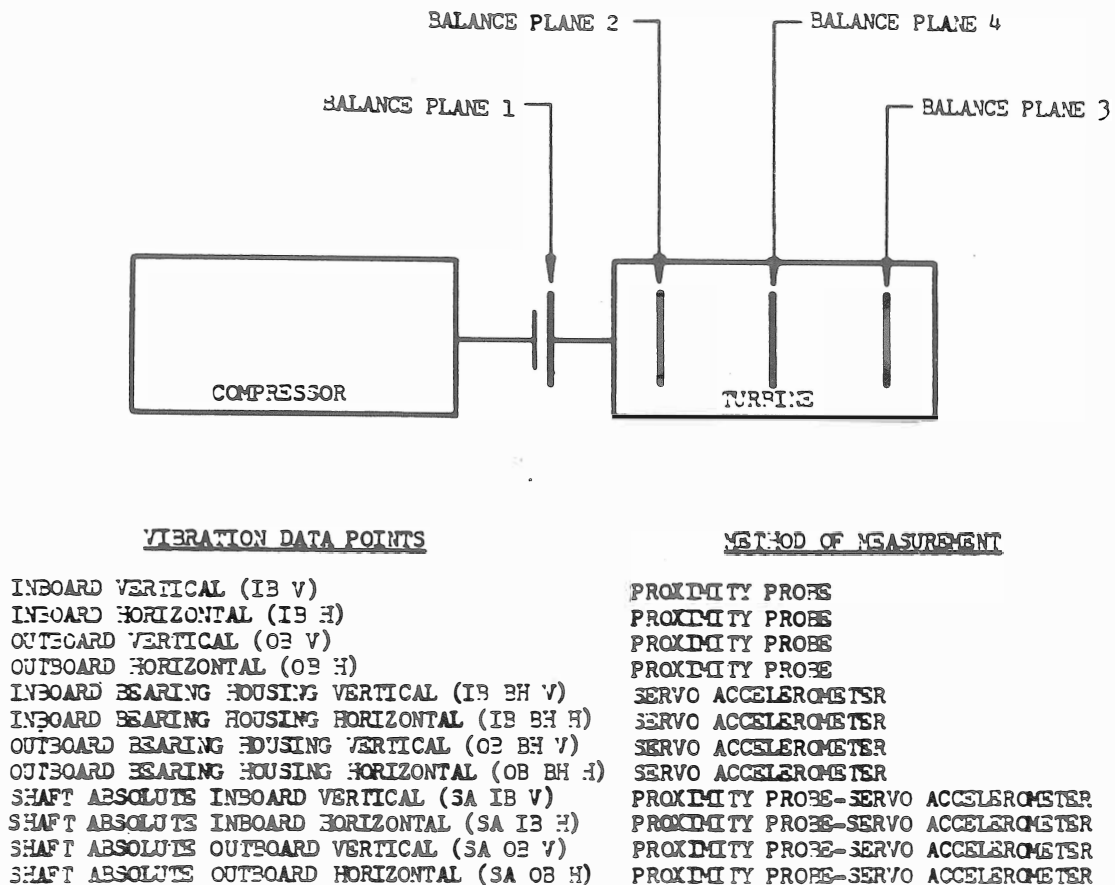 BALANCE PLANE 2
BALANCE PLANE 4
BALANCE PLANE 1
BALANCE PLANE 3
COMPRESSOR
TURBINE
VIBRATION DATA POINTS
METHOD OF MEASUREMENT
INBOARD VERTICAL (IB V) PROXIMITY PROBE
INBOARD HORIZONTAL (IB H) PROXIMITY PROBE
OUTBOARD VERTICAL (OB V) PROXIMITY PROBE
OUTBOARD HORIZONTAL (OB H) PROXIMITY PROBE
INBOARD BEARING HOUSING VERTICAL (IB BH V) SERVO ACCELEROMETER
INBOARD BEARING HOUSING HORIZONTAL (IB BH H) SERVO ACCELEROMETER
OUTBOARD BEARING HOUSING VERTICAL (OB BH V) SERVO ACCELEROMETER
OUTBOARD BEARING HOUSING HORIZONTAL (OB BH H) SERVO ACCELEROMETER
SHAFT ABSOLUTE INBOARD VERTICAL (SA IB V) PROXIMITY PROBE-SERVO ACCELEROMETER
SHAFT ABSOLUTE INBOARD HORIZONTAL (SA IB H) PROXIMITY PROBE-SERVO ACCELEROMETER
SHAFT ABSOLUTE OUTBOARD VERTICAL (SA OB V) PROXIMITY PROBE-SERVO ACCELEROMETER
SHAFT ABSOLUTE OUTBOARD HORIZONTAL (SA OB H) PROXIMITY PROBE-SERVO ACCELEROMETER